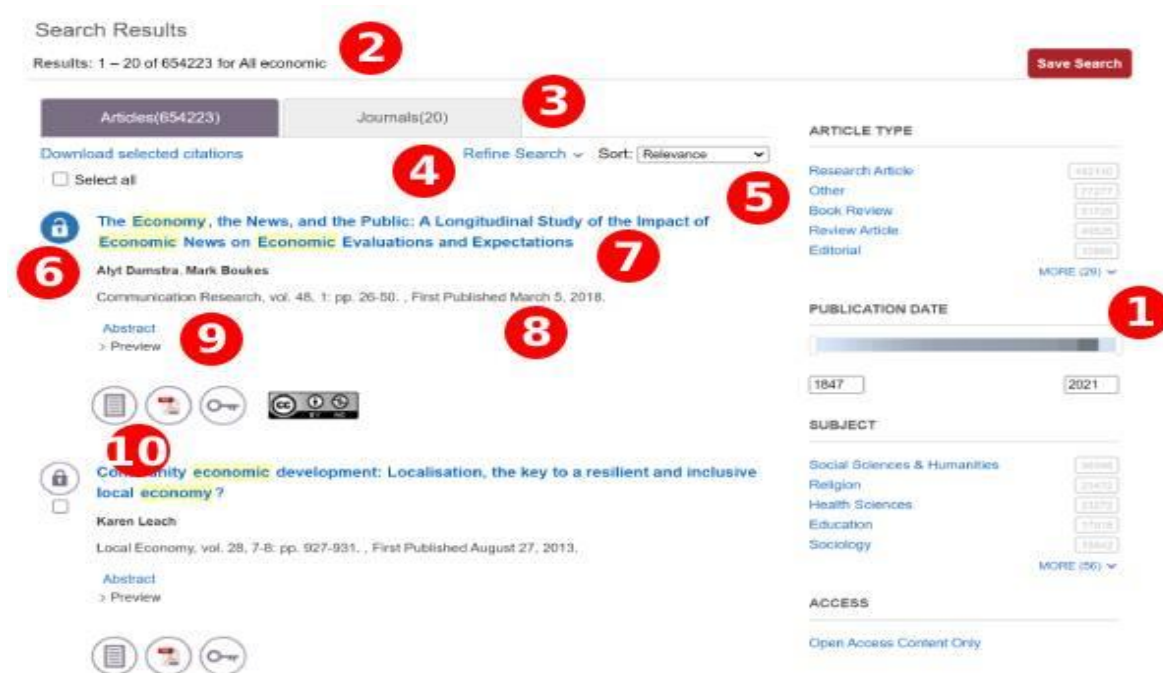 Search Results
2
Results: 1 – 20 of 654223 for All economic
Save Search
3
Articles(654223)
Journals(20)
Download selected citations
4
Refine Search
Sort: Relevance
5
Select all
6
The Economy, the News, and the Public: A Longitudinal Study of the Impact of
Economic News on Economic Evaluations and Expectations
7
Alyt Damstra, Mark Boukes
Communication Research, vol. 48, 1: pp. 26-50. , First Published March 5, 2018.
8
Abstract
9
> Preview
cc
BY NC
10
economic development: Localisation, the key to a resilient and inclusive
local economy?
Karen Leach
Local Economy, vol. 28, 7-8: pp. 927-931. , First Published August 27, 2013.
Abstract
> Preview
ARTICLE TYPE
Research Article
Other
Book Review
Review Article
Editorial
MORE (29)
PUBLICATION DATE
1
1847
2021
SUBJECT
Social Sciences & Humanities
Religion
Health Sciences
Education
Sociology
MORE (56)
ACCESS
Open Access Content Only